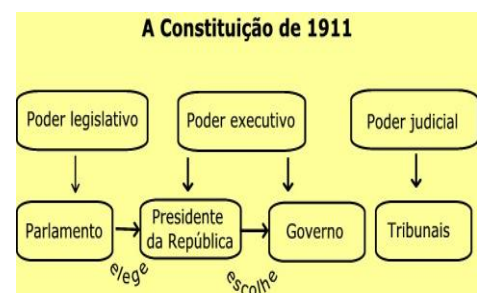 A Constituição de 1911
Poder legislativo
Poder executivo
Poder judicial
Parlamento
elege
Presidente
da República
escolhe
Governo
Tribunais